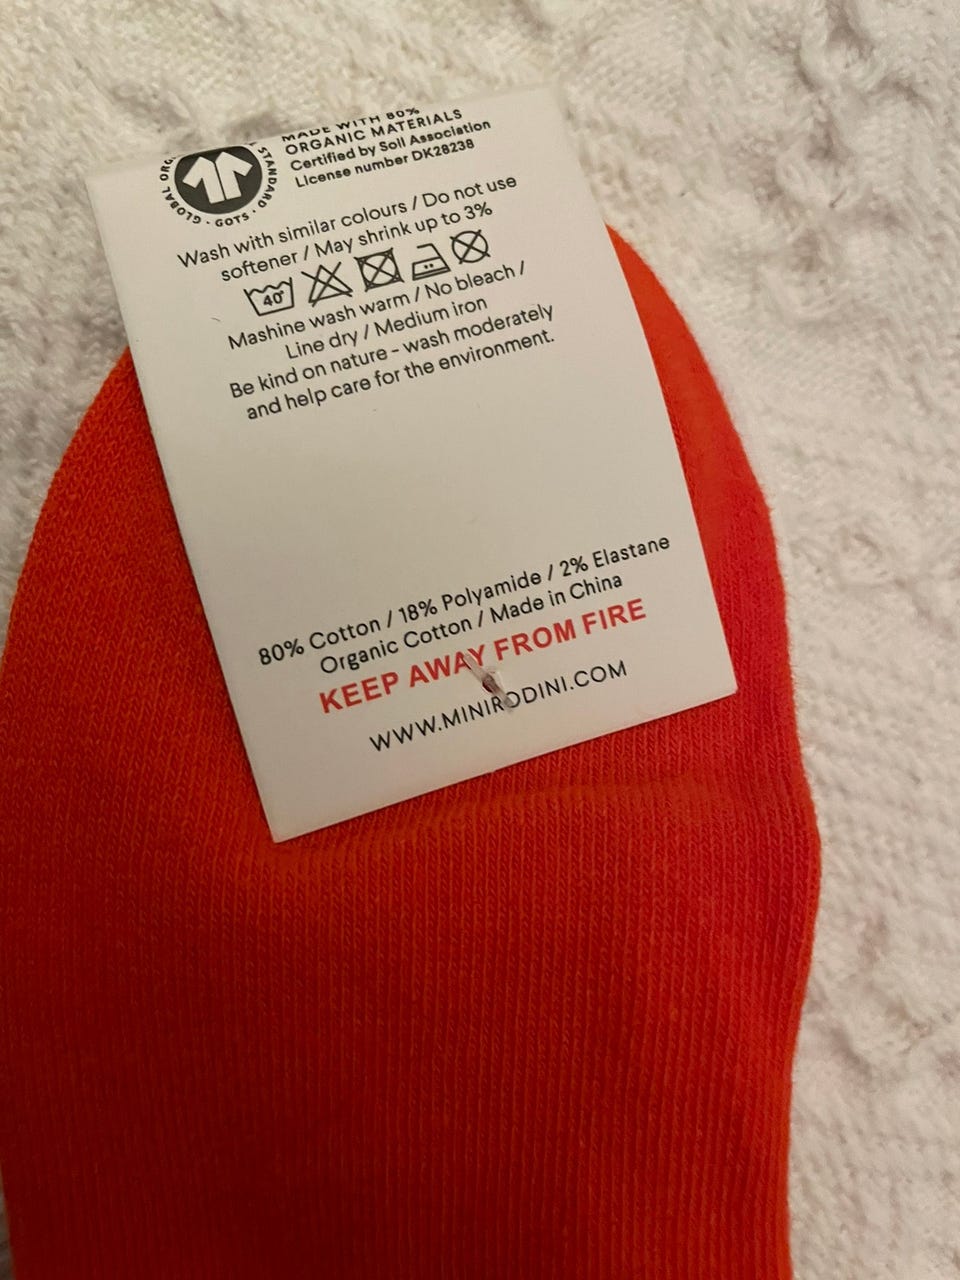 MADE WITH 80%
ORGANIC MATERIALS
Certified by Soil Association
License number DK28238
GLOBAL ORG STANDARD · GOTS ·
Wash with similar colours / Do not use
softener / May shrink up to 3%
40°
Mashine wash warm / No bleach /
Line dry / Medium iron
Be kind on nature - wash moderately
and help care for the environment.
80% Cotton / 18% Polyamide / 2% Elastane
Organic Cotton / Made in China
KEEP AWAY FROM FIRE
WWW.MINIRODINI.COM